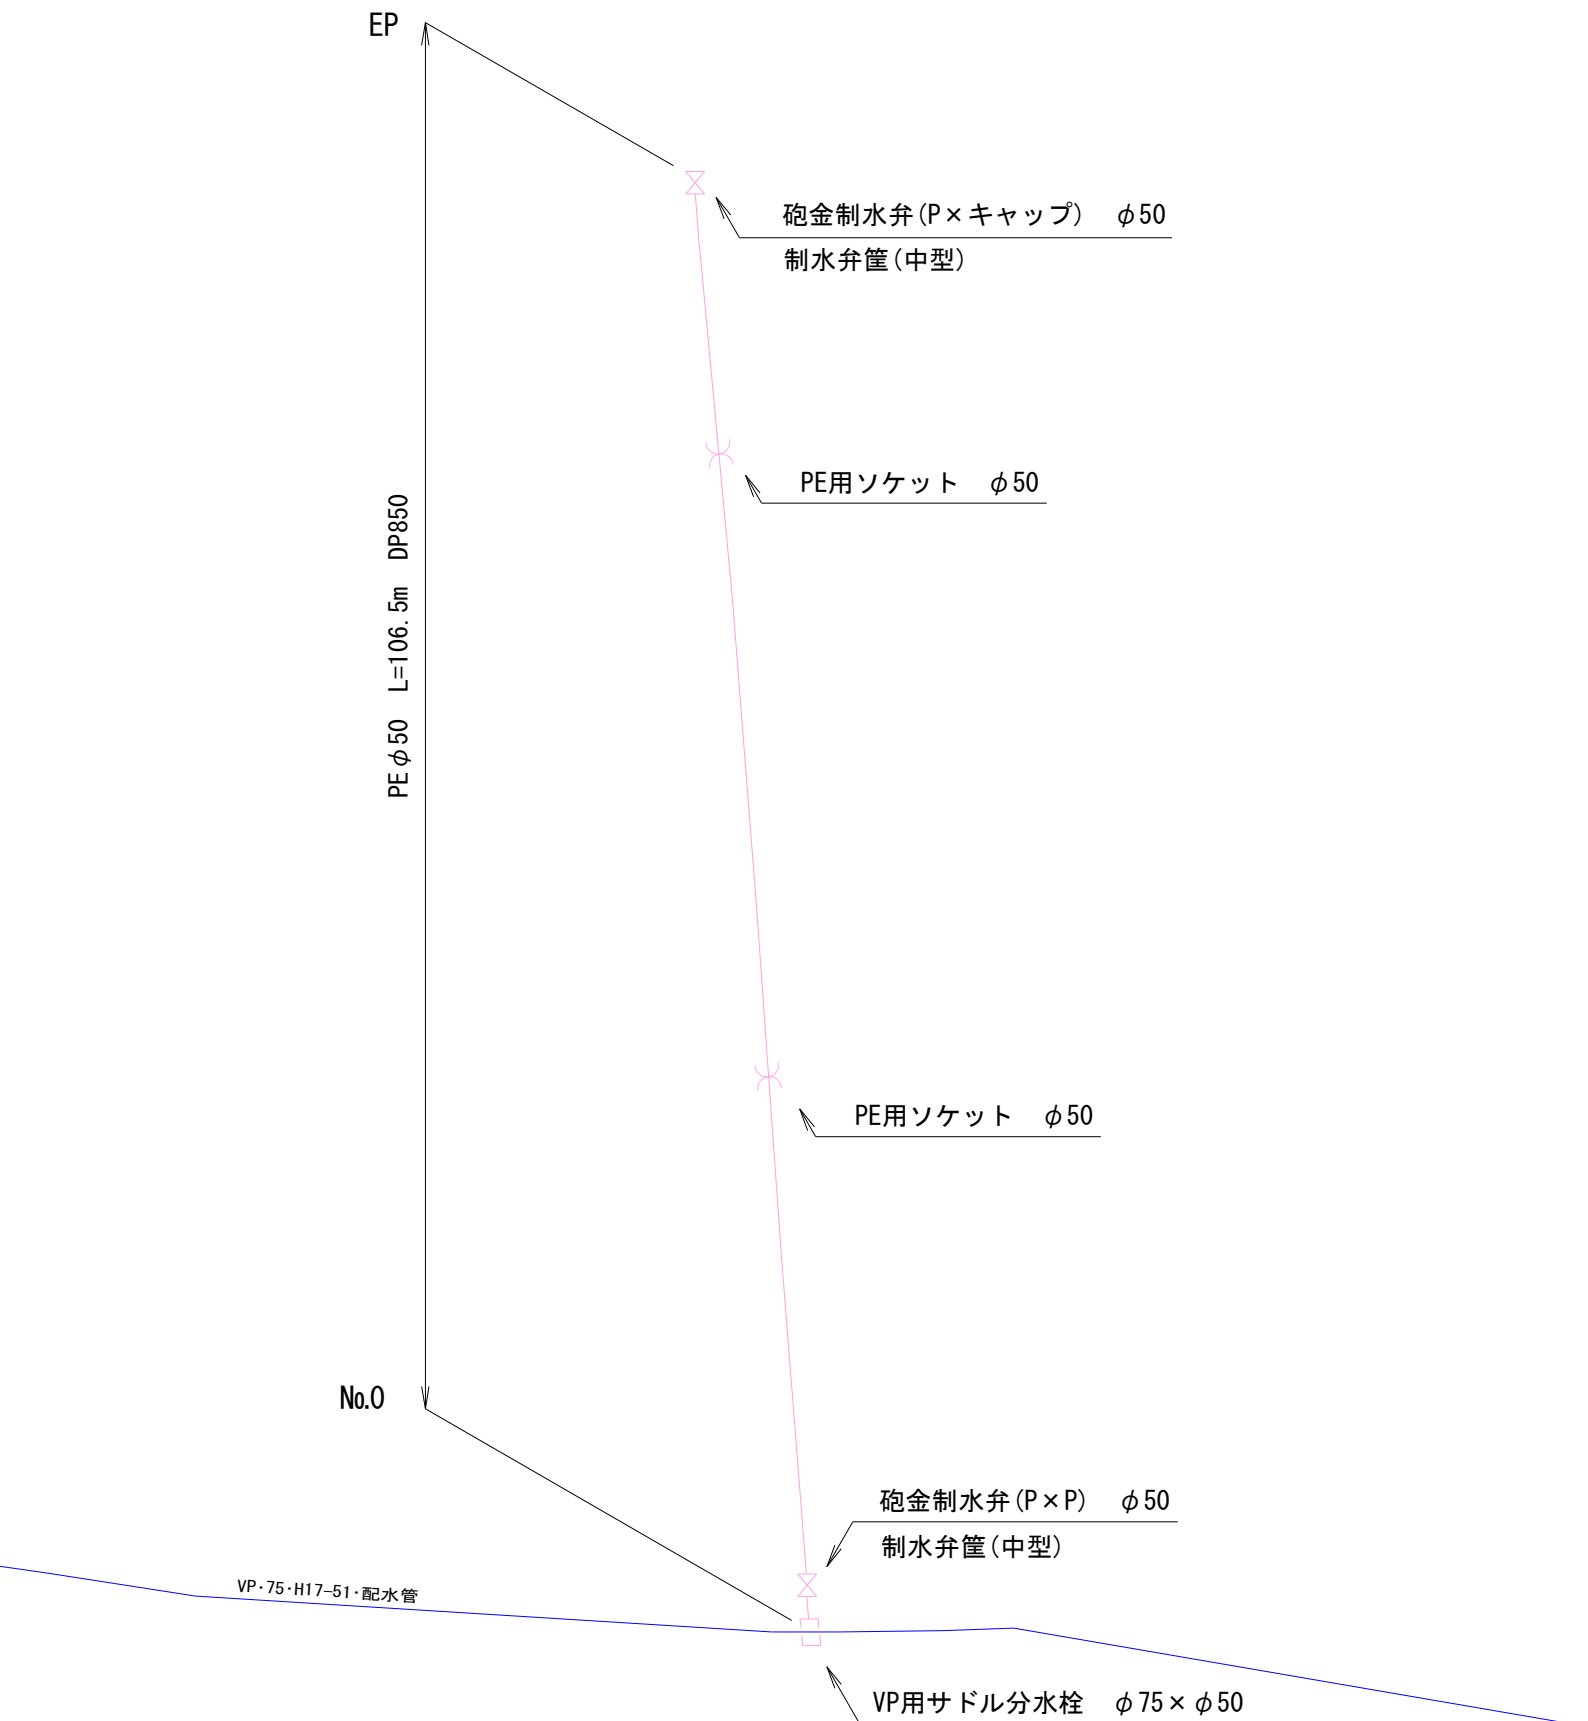 EP
砲金制水弁(P×キャップ) φ50
制水弁筐(中型)
PE用ソケット φ50
PEφ50 L=106.5m DP850
PE用ソケット φ50
No.0
砲金制水弁(P×P) φ50
制水弁筐(中型)
VP・75・H17-51・配水管
VP用サドル分水栓 φ75×φ50